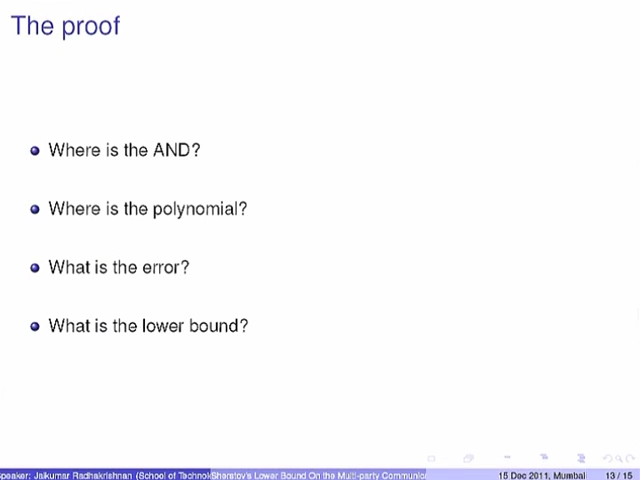 The proof
Where is the AND?
Where is the polynomial?
What is the error?
What is the lower bound?
Speaker: Jaikumar Radhakrishnan (School of Technol Sherstov's Lower Bound On the Multi-party Communic 15 Dec 2011, Mumbai 13 / 15